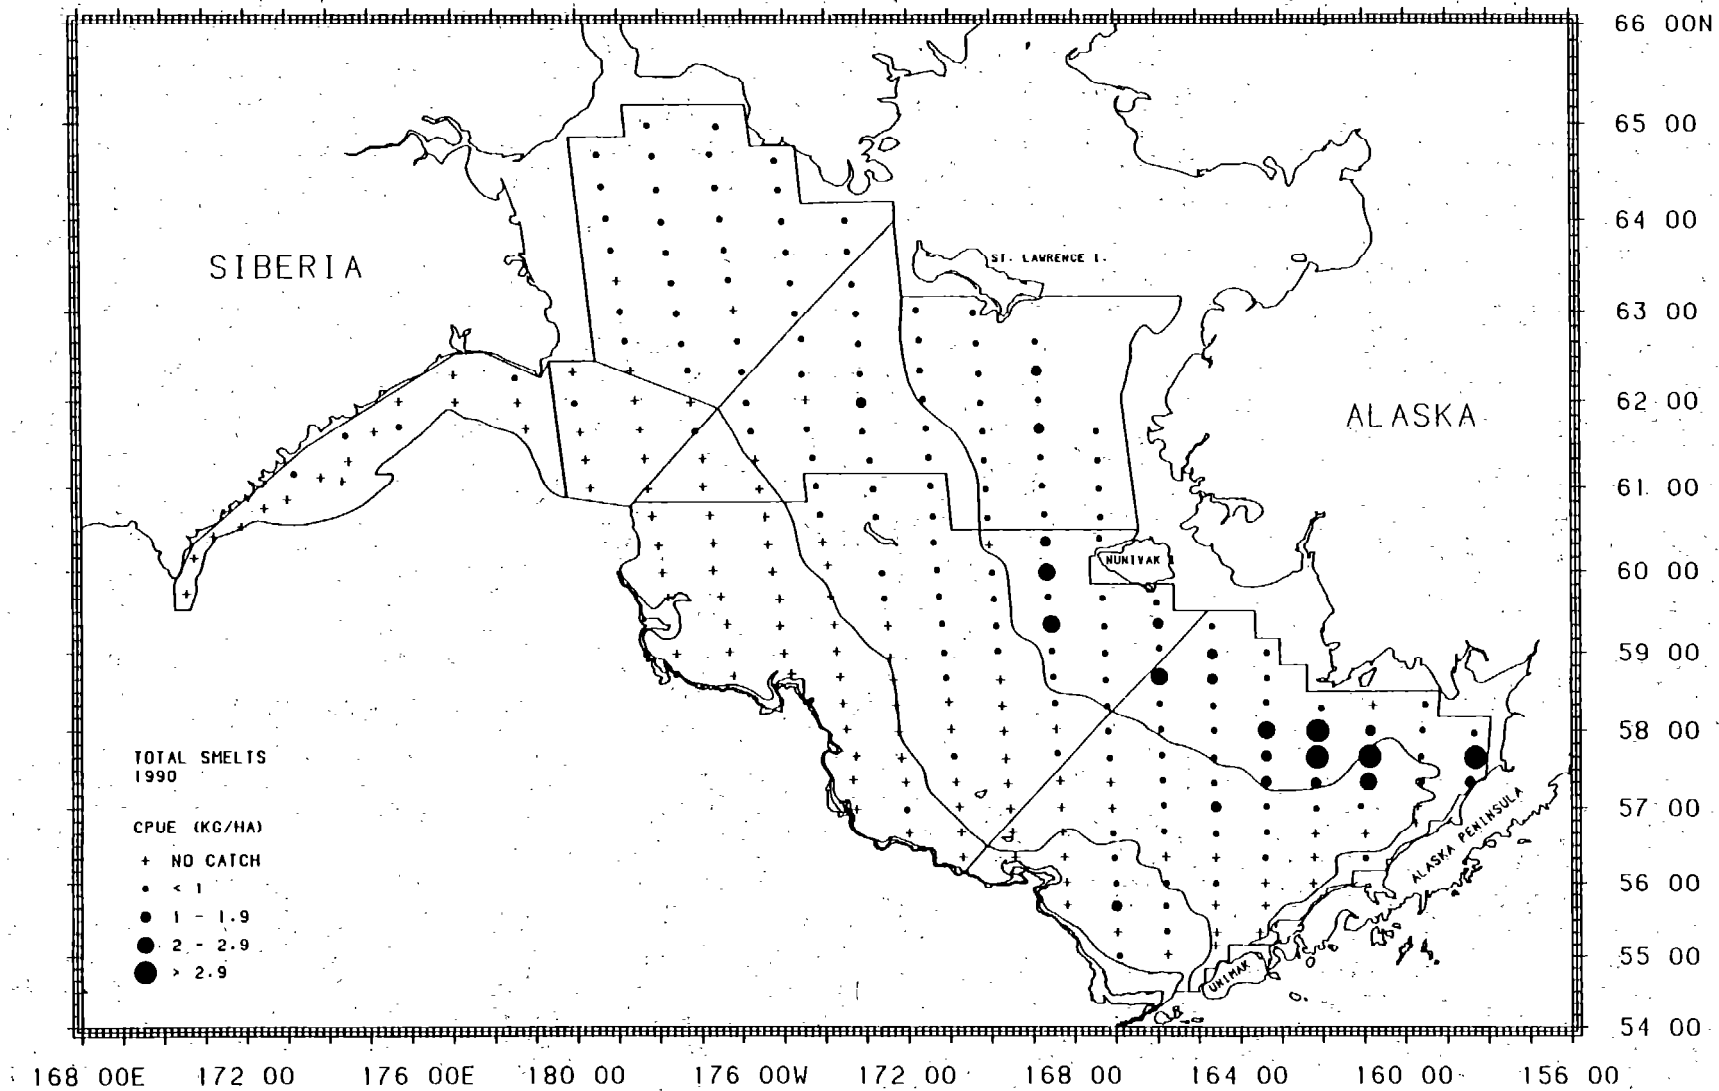 66 00N
65 00
64 00
SIBERIA
ST. LAWRENCE I.
63 00
62 00
ALASKA
61 00
NUNIVAK
60 00
59 00
58 00
TOTAL SMELTS
1990
57 00
CPUE (KG/HA)
+ NO CATCH
ALASKA PENINSULA
56 00
• < 1
• 1 - 1.9
● 2 - 2.9
55 00
● > 2.9
UNIMAK
54 00
168 00E 172 00 176 00E 180 00 176 00W 172 00 168 00 164 00 160 00 156 00